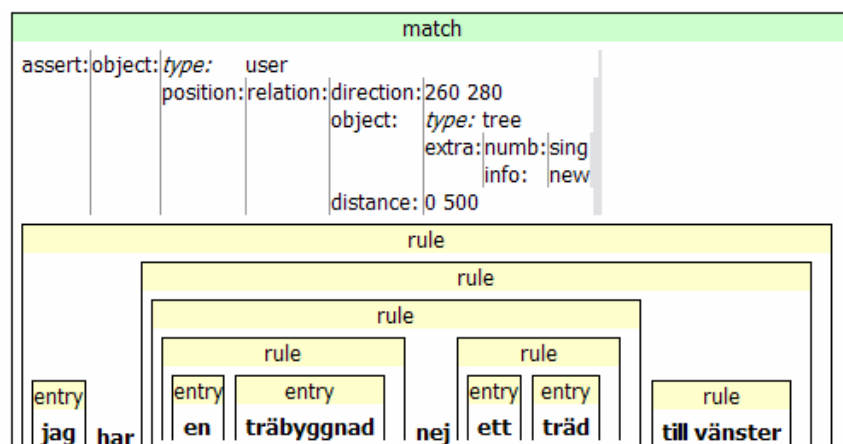 match
assert: object: type: user
position: relation: direction: 260 280
object: type: tree
extra: numb: sing
info: new
distance: 0 500
rule
rule
rule
rule rule
entry entry entry entry entry rule
jag har en träbyggnad nej ett träd till vänster